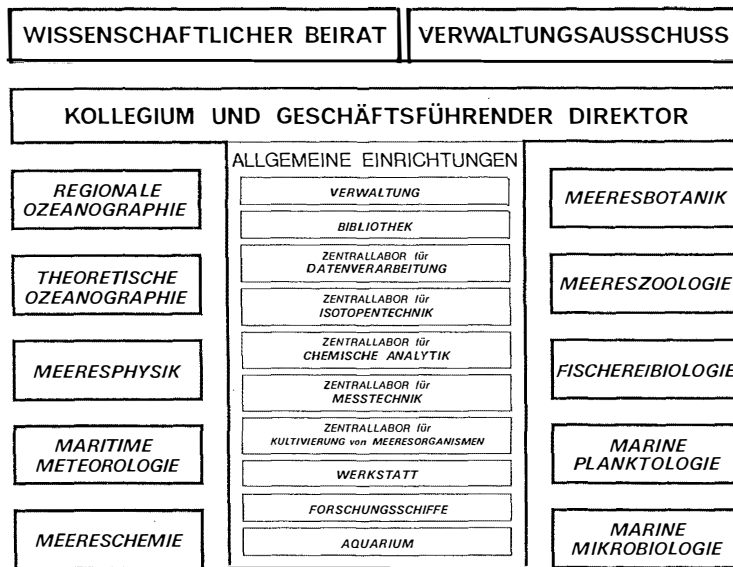 WISSENSCHAFTLICHER BEIRAT
VERWALTUNGSAUSSCHUSS
KOLLEGIUM UND GESCHÄFTSFÜHRENDER DIREKTOR
REGIONALE
OZEANOGRAPHIE
THEORETISCHE
OZEANOGRAPHIE
MEERESPHYSIK
MARITIME
METEOROLOGIE
MEERESCHEMIE
ALLGEMEINE EINRICHTUNGEN
VERWALTUNG
BIBLIOTHEK
ZENTRALLABOR für
DATENVERARBEITUNG
ZENTRALLABOR für
ISOTOPENTECHNIK
ZENTRALLABOR für
CHEMISCHE ANALYTIK
ZENTRALLABOR für
MESSTECHNIK
ZENTRALLABOR für
KULTIVIERUNG von MEERESORGANISMEN
WERKSTATT
FORSCHUNGSSCHIFFE
AQUARIUM
MEERESBOTANIK
MEERESZOOLOGIE
FISCHEREIBIOLOGIE
MARINE
PLANKTOLOGIE
MARINE
MIKROBIOLOGIE